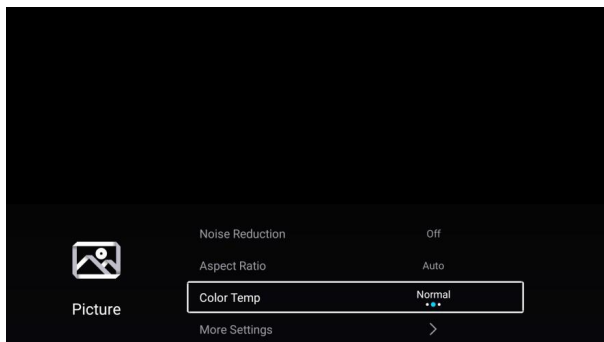 Noise Reduction Off
Aspect Ratio Auto
Color Temp Normal
Picture
More Settings